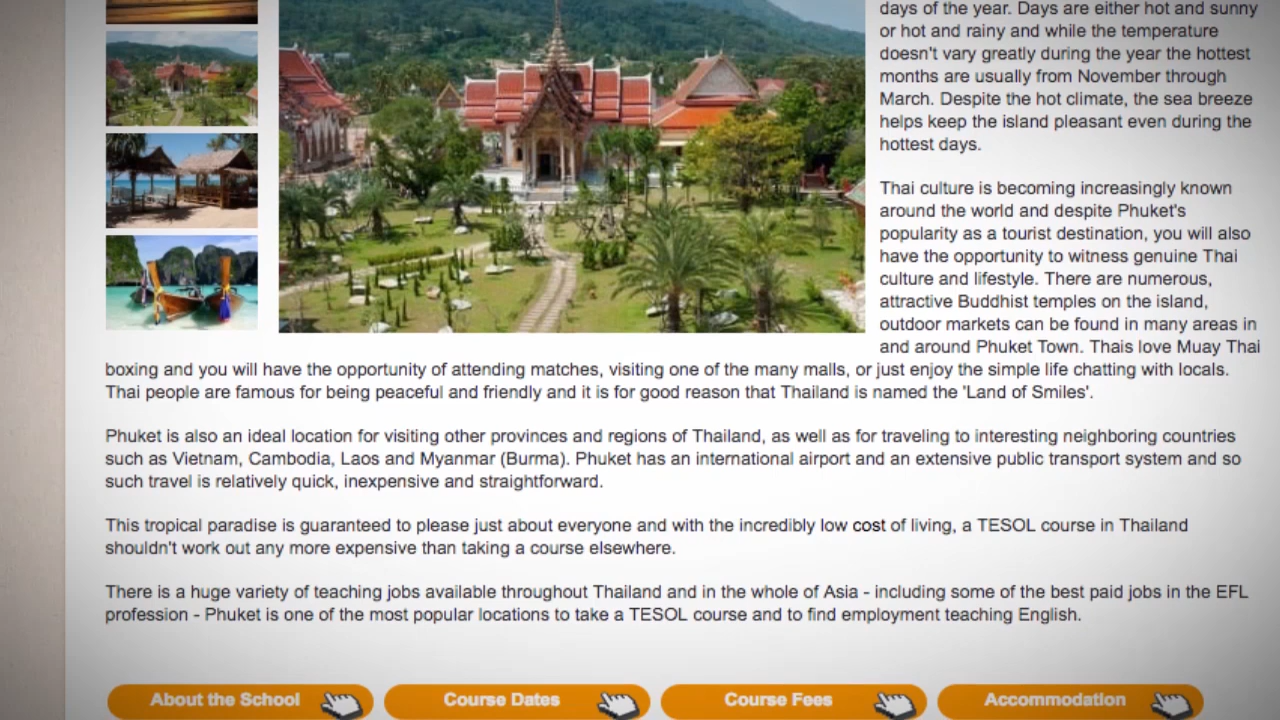 days of the year. Days are either hot and sunny
or hot and rainy and while the temperature
doesn't vary greatly during the year the hottest
months are usually from November through
March. Despite the hot climate, the sea breeze
helps keep the island pleasant even during the
hottest days.
Thai culture is becoming increasingly known
around the world and despite Phuket's
popularity as a tourist destination, you will also
have the opportunity to witness genuine Thai
culture and lifestyle. There are numerous,
attractive Buddhist temples on the island,
outdoor markets can be found in many areas in
and around Phuket Town. Thais love Muay Thai
boxing and you will have the opportunity of attending matches, visiting one of the many malls, or just enjoy the simple life chatting with locals.
Thai people are famous for being peaceful and friendly and it is for good reason that Thailand is named the 'Land of Smiles'.
Phuket is also an ideal location for visiting other provinces and regions of Thailand, as well as for traveling to interesting neighboring countries
such as Vietnam, Cambodia, Laos and Myanmar (Burma). Phuket has an international airport and an extensive public transport system and so
such travel is relatively quick, inexpensive and straightforward.
This tropical paradise is guaranteed to please just about everyone and with the incredibly low cost of living, a TESOL course in Thailand
shouldn't work out any more expensive than taking a course elsewhere.
There is a huge variety of teaching jobs available throughout Thailand and in the whole of Asia - including some of the best paid jobs in the EFL
profession - Phuket is one of the most popular locations to take a TESOL course and to find employment teaching English.
About the School
Course Dates
Course Fees
Accommodation